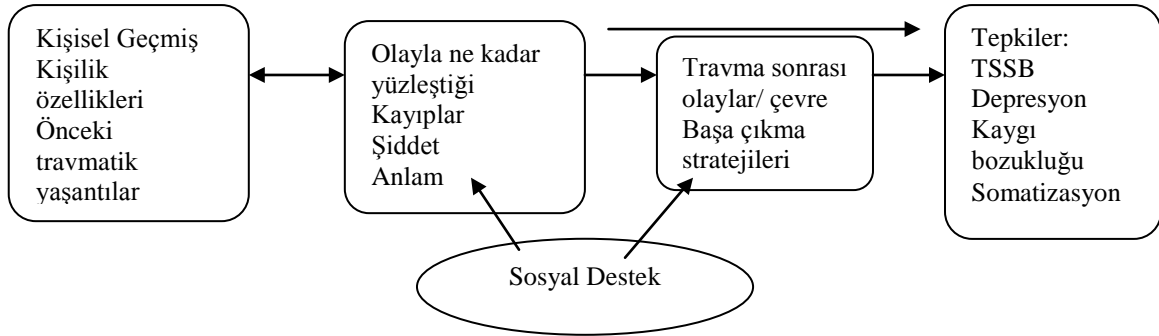 Kişisel Geçmiş
Kişilik
özellikleri
Önceki
travmatik
yaşantılar
Olayla ne kadar
yüzleştiği
Kayıplar
Şiddet
Anlam
Travma sonrası
olaylar/ çevre
Başa çıkma
stratejileri
Tepkiler:
TSSB
Depresyon
Kaygı
bozukluğu
Somatizasyon
Sosyal Destek